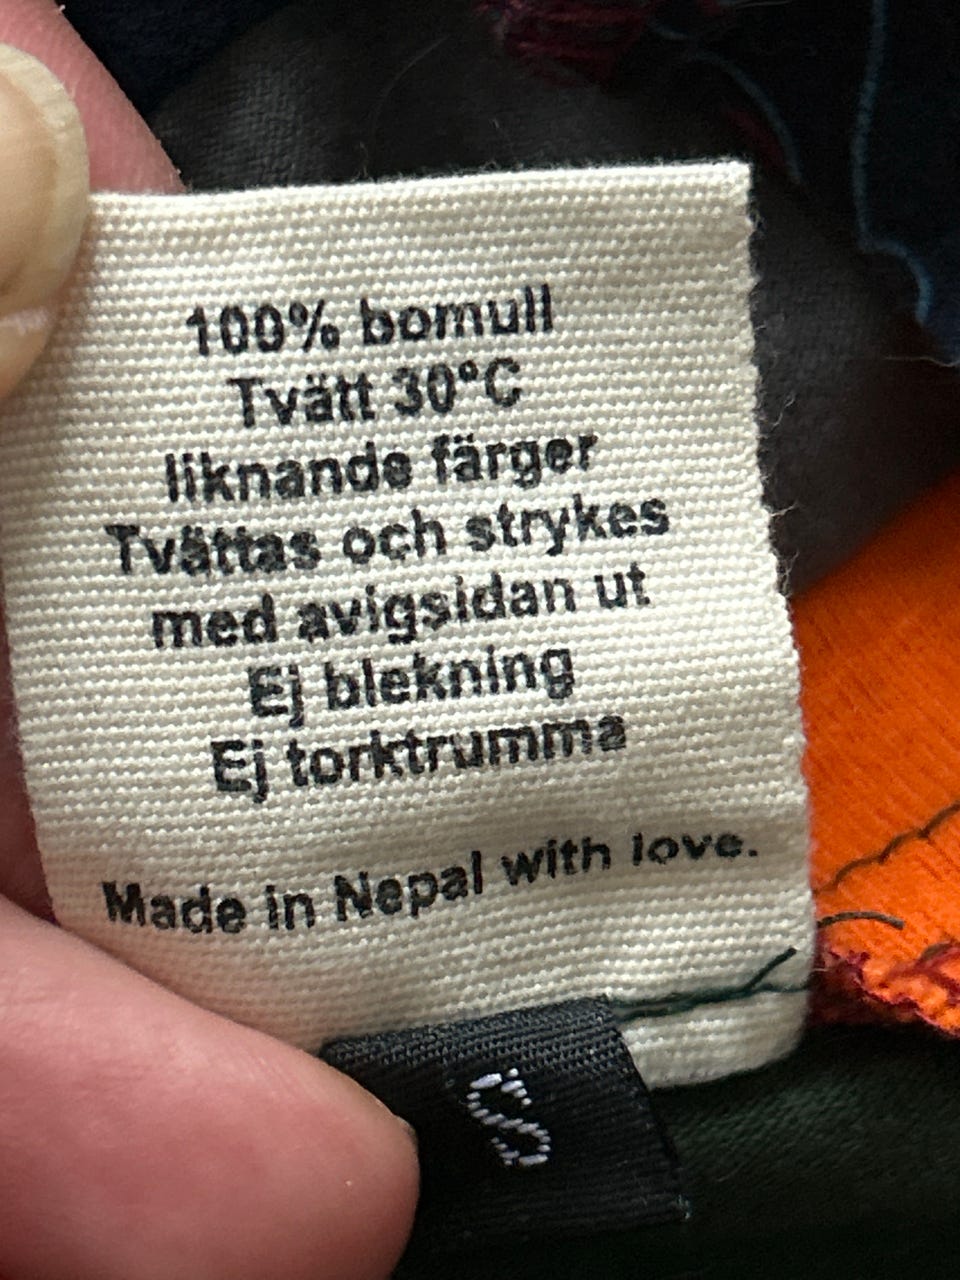 100% bomull
Tvätt 30°C
liknande färger
Tvättas och strykes
med avigsidan ut
Ej blekning
Ej torktrumma
Made in Nepal with love.
S